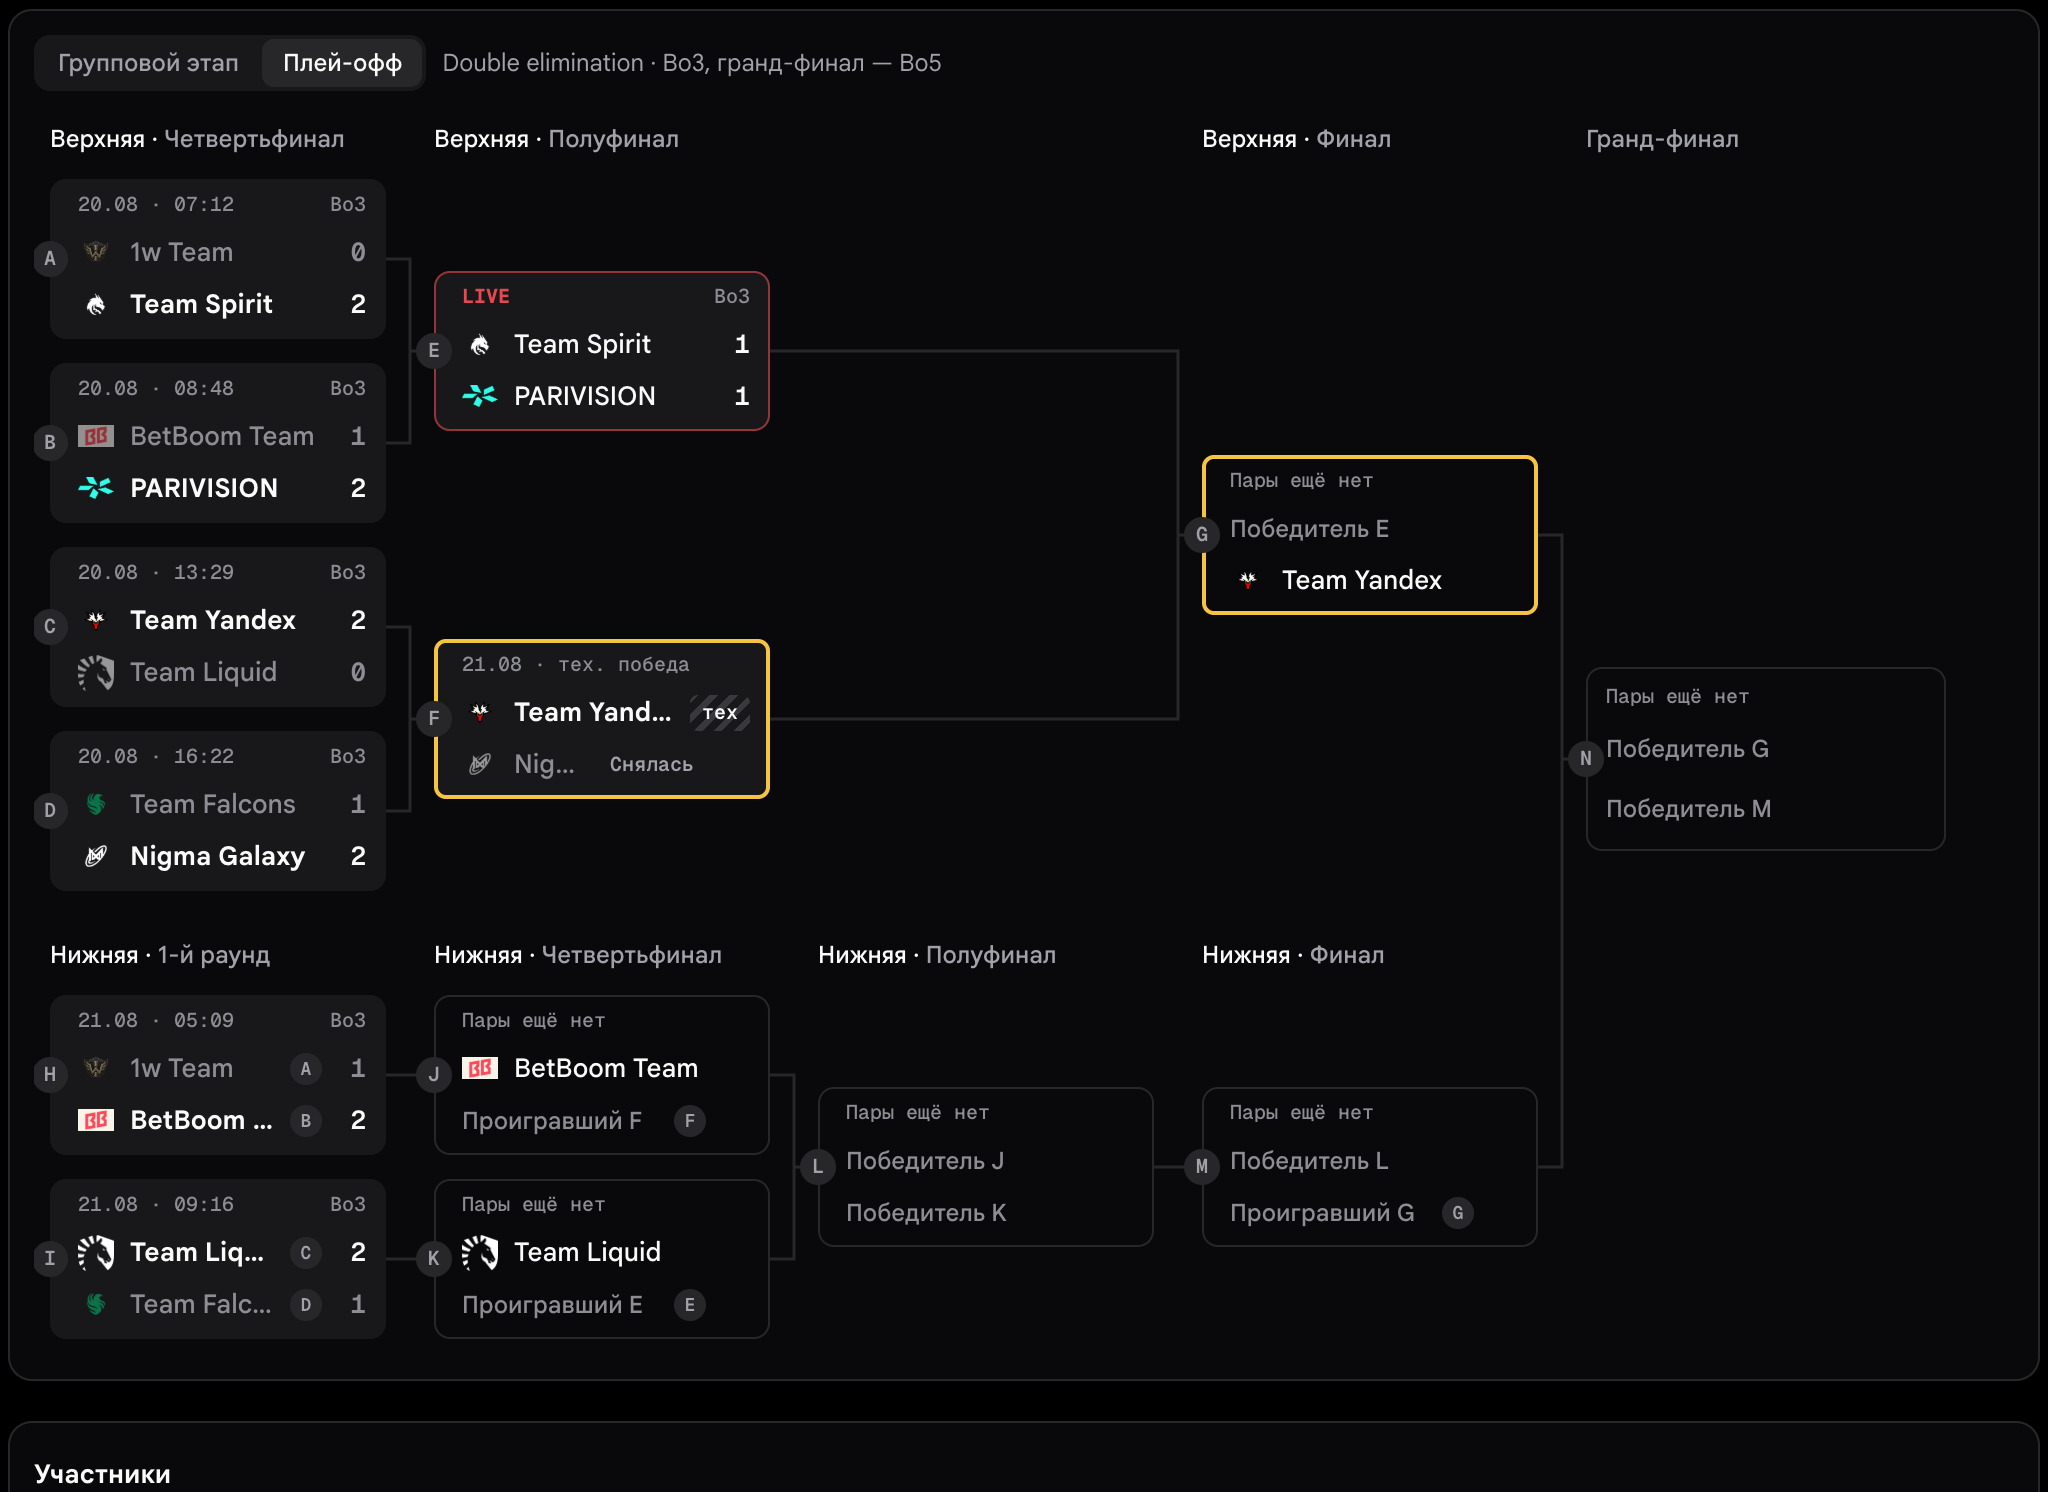 Групповой этап
Плей-офф
Double elimination · Bo3, гранд-финал — Bo5
Верхняя · Четвертьфинал
Верхняя · Полуфинал
Верхняя · Финал
Гранд-финал
20.08 · 07:12 Bo3
A
1w Team 0
Team Spirit 2
20.08 · 08:48 Bo3
B
BetBoom Team 1
PARIVISION 2
20.08 · 13:29 Bo3
C
Team Yandex 2
Team Liquid 0
20.08 · 16:22 Bo3
D
Team Falcons 1
Nigma Galaxy 2
LIVE Bo3
E
Team Spirit 1
PARIVISION 1
21.08 · тех. победа
F
Team Yand... тех
Nig... Снялась
Пары ещё нет
G
Победитель E
Team Yandex
Пары ещё нет
N
Победитель G
Победитель M
Нижняя · 1-й раунд
Нижняя · Четвертьфинал
Нижняя · Полуфинал
Нижняя · Финал
21.08 · 05:09 Bo3
H
1w Team A 1
BetBoom ... B 2
21.08 · 09:16 Bo3
I
Team Liq... C 2
Team Falc... D 1
Пары ещё нет
J
BetBoom Team
Проигравший F F
Пары ещё нет
K
Team Liquid
Проигравший E E
Пары ещё нет
L
Победитель J
Победитель K
Пары ещё нет
M
Победитель L
Проигравший G G
Участники